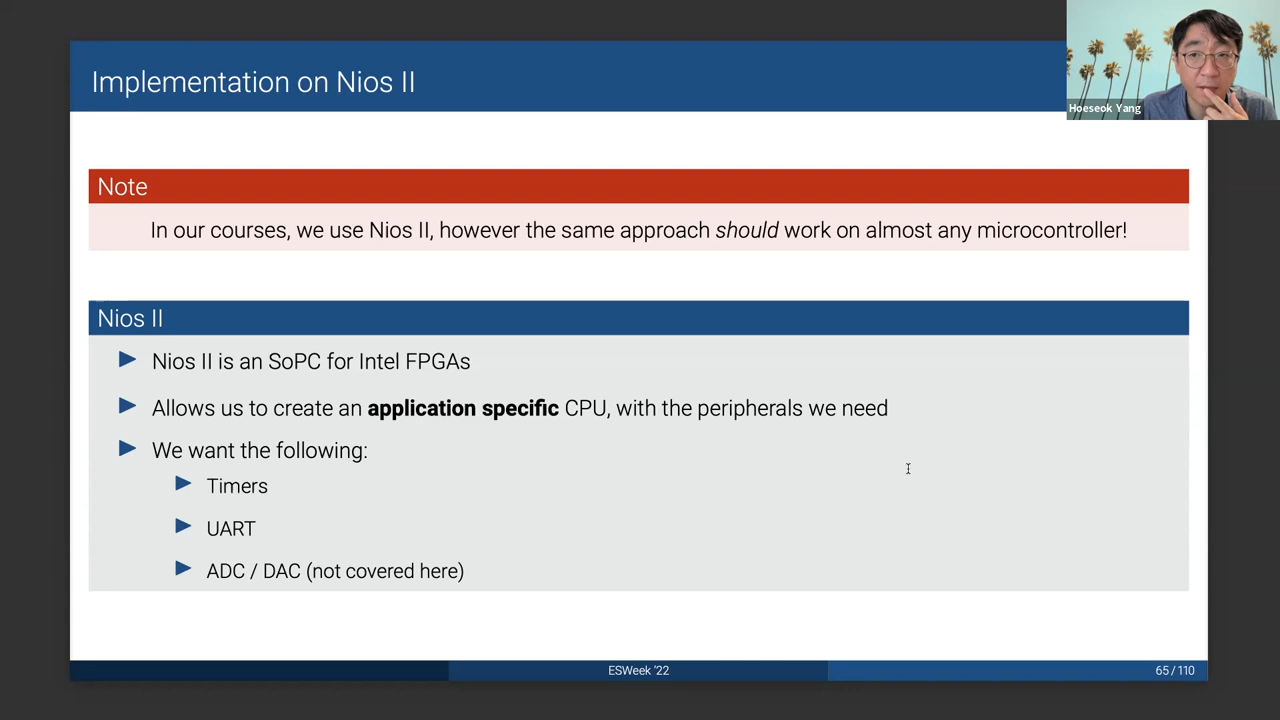 Implementation on Nios II
Hoeseok Yang
Note
In our courses, we use Nios II, however the same approach should work on almost any microcontroller!
Nios II
Nios II is an SoPC for Intel FPGAs
Allows us to create an application specific CPU, with the peripherals we need
We want the following:
Timers
UART
ADC / DAC (not covered here)
ESWeek '22
65/110